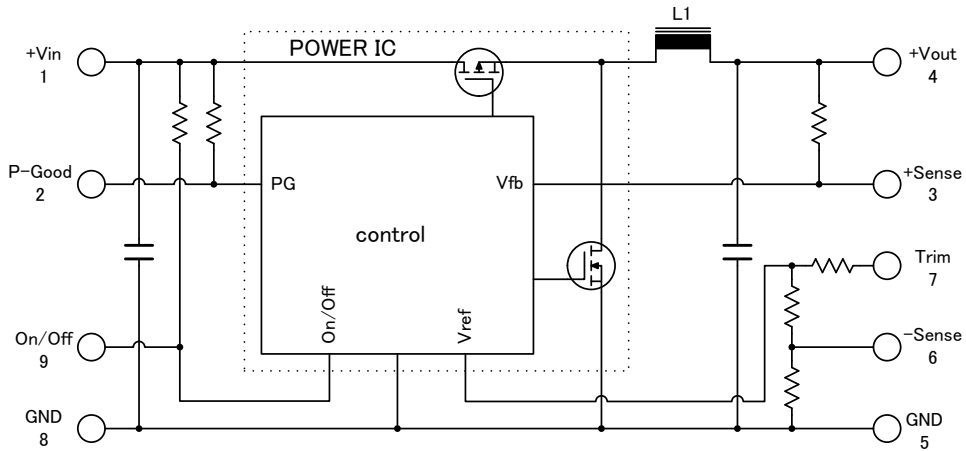 L1
POWER IC
+Vin
1
+Vout
4
P-Good
2
PG
Vfb
+Sense
3
control
Trim
7
On/Off
Vref
On/Off
9
-Sense
6
GND
8
GND
5